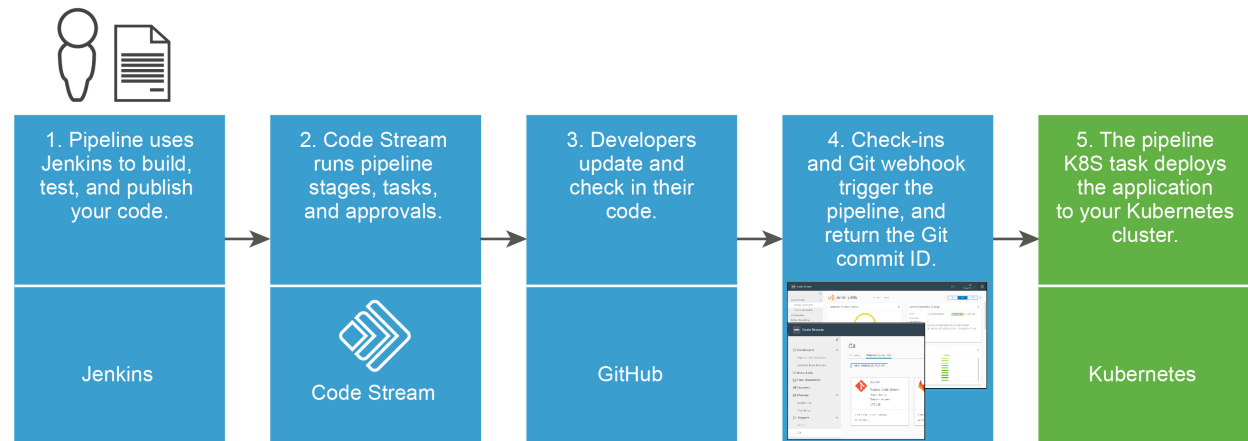 1. Pipeline uses
Jenkins to build,
test, and publish
your code.
2. Code Stream
runs pipeline
stages, tasks,
and approvals.
3. Developers
update and
check in their
code.
4. Check-ins
and Git webhook
trigger the
pipeline, and
return the Git
commit ID.
5. The pipeline
K8S task deploys
the application
to your Kubernetes
cluster.
Jenkins
Code Stream
GitHub
Code Stream
Git
Kubernetes